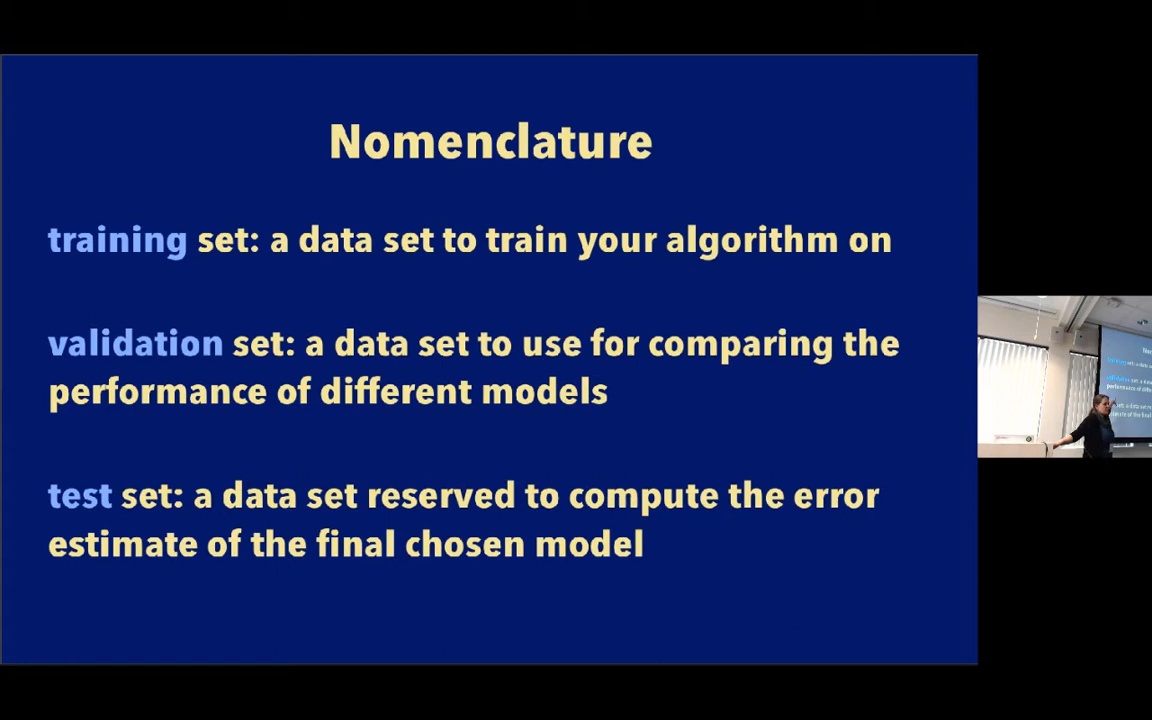 Nomenclature
training set: a data set to train your algorithm on
validation set: a data set to use for comparing the
performance of different models
test set: a data set reserved to compute the error
estimate of the final chosen model